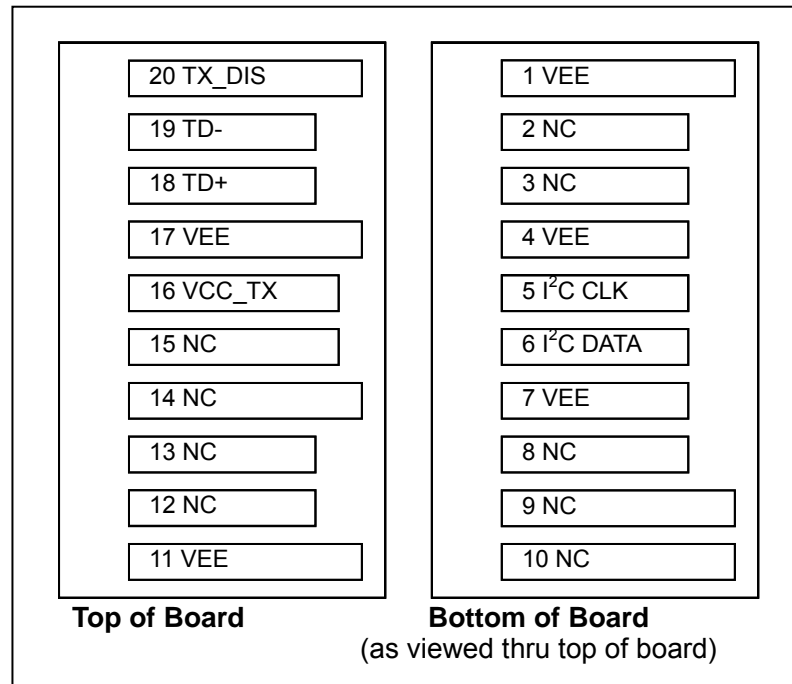 20 TX_DIS
19 TD-
18 TD+
17 VEE
16 VCC_TX
15 NC
14 NC
13 NC
12 NC
11 VEE
Top of Board
1 VEE
2 NC
3 NC
4 VEE
5 I²C CLK
6 I²C DATA
7 VEE
8 NC
9 NC
10 NC
Bottom of Board
(as viewed thru top of board)